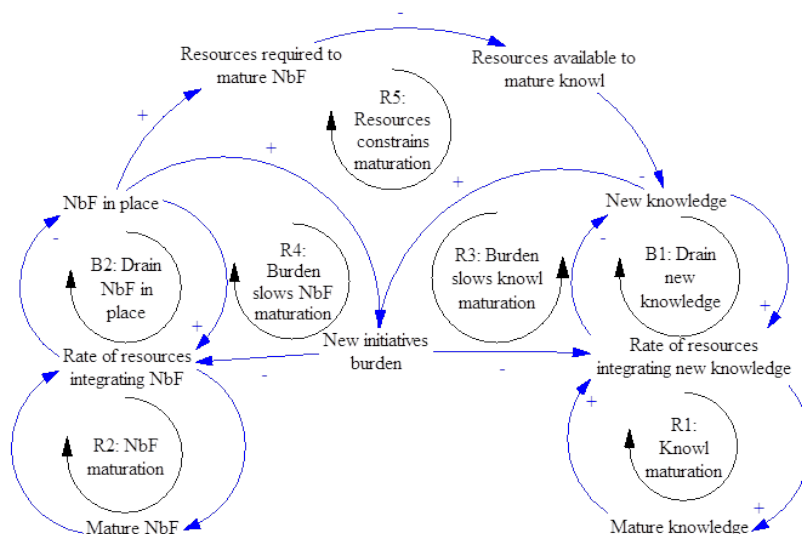 -
Resources required to
mature NbF
Resources available to
mature knowl
R5:
Resources
constrains
maturation
+
+
+
-
NbF in place
New knowledge
-
-
B2: Drain
NbF in
place
R4:
Burden
slows NbF
maturation
R3: Burden
slows knowl
maturation
B1: Drain
new
knowledge
+
+
New initiatives
burden
Rate of resources
integrating NbF
Rate of resources
integrating new knowledge
-
-
+
R2: NbF
maturation
R1:
Knowl
maturation
+
Mature NbF
Mature knowledge